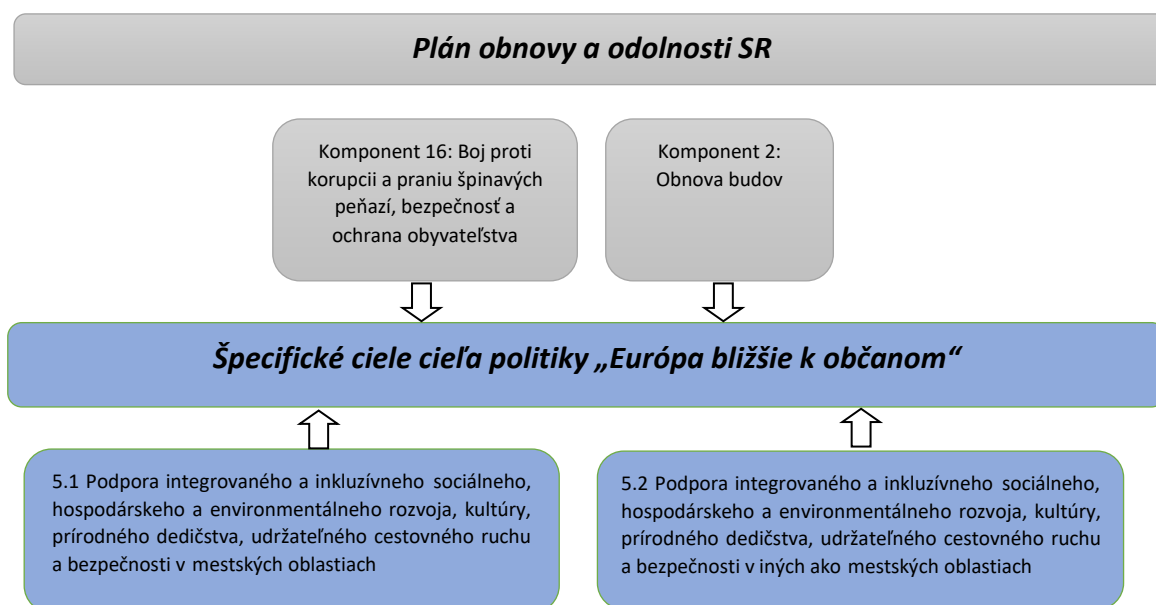 Plán obnovy a odolnosti SR
Komponent 16: Boj proti
korupcii a praniu špinavých
peňazí, bezpečnosť a
ochrana obyvateľstva
Komponent 2:
Obnova budov
Špecifické ciele cieľa politiky „Európa bližšie k občanom“
5.1 Podpora integrovaného a inkluzívneho sociálneho,
hospodárskeho a environmentálneho rozvoja, kultúry,
prírodného dedičstva, udržateľného cestovného ruchu
a bezpečnosti v mestských oblastiach
5.2 Podpora integrovaného a inkluzívneho sociálneho,
hospodárskeho a environmentálneho rozvoja, kultúry,
prírodného dedičstva, udržateľného cestovného ruchu
a bezpečnosti v iných ako mestských oblastiach